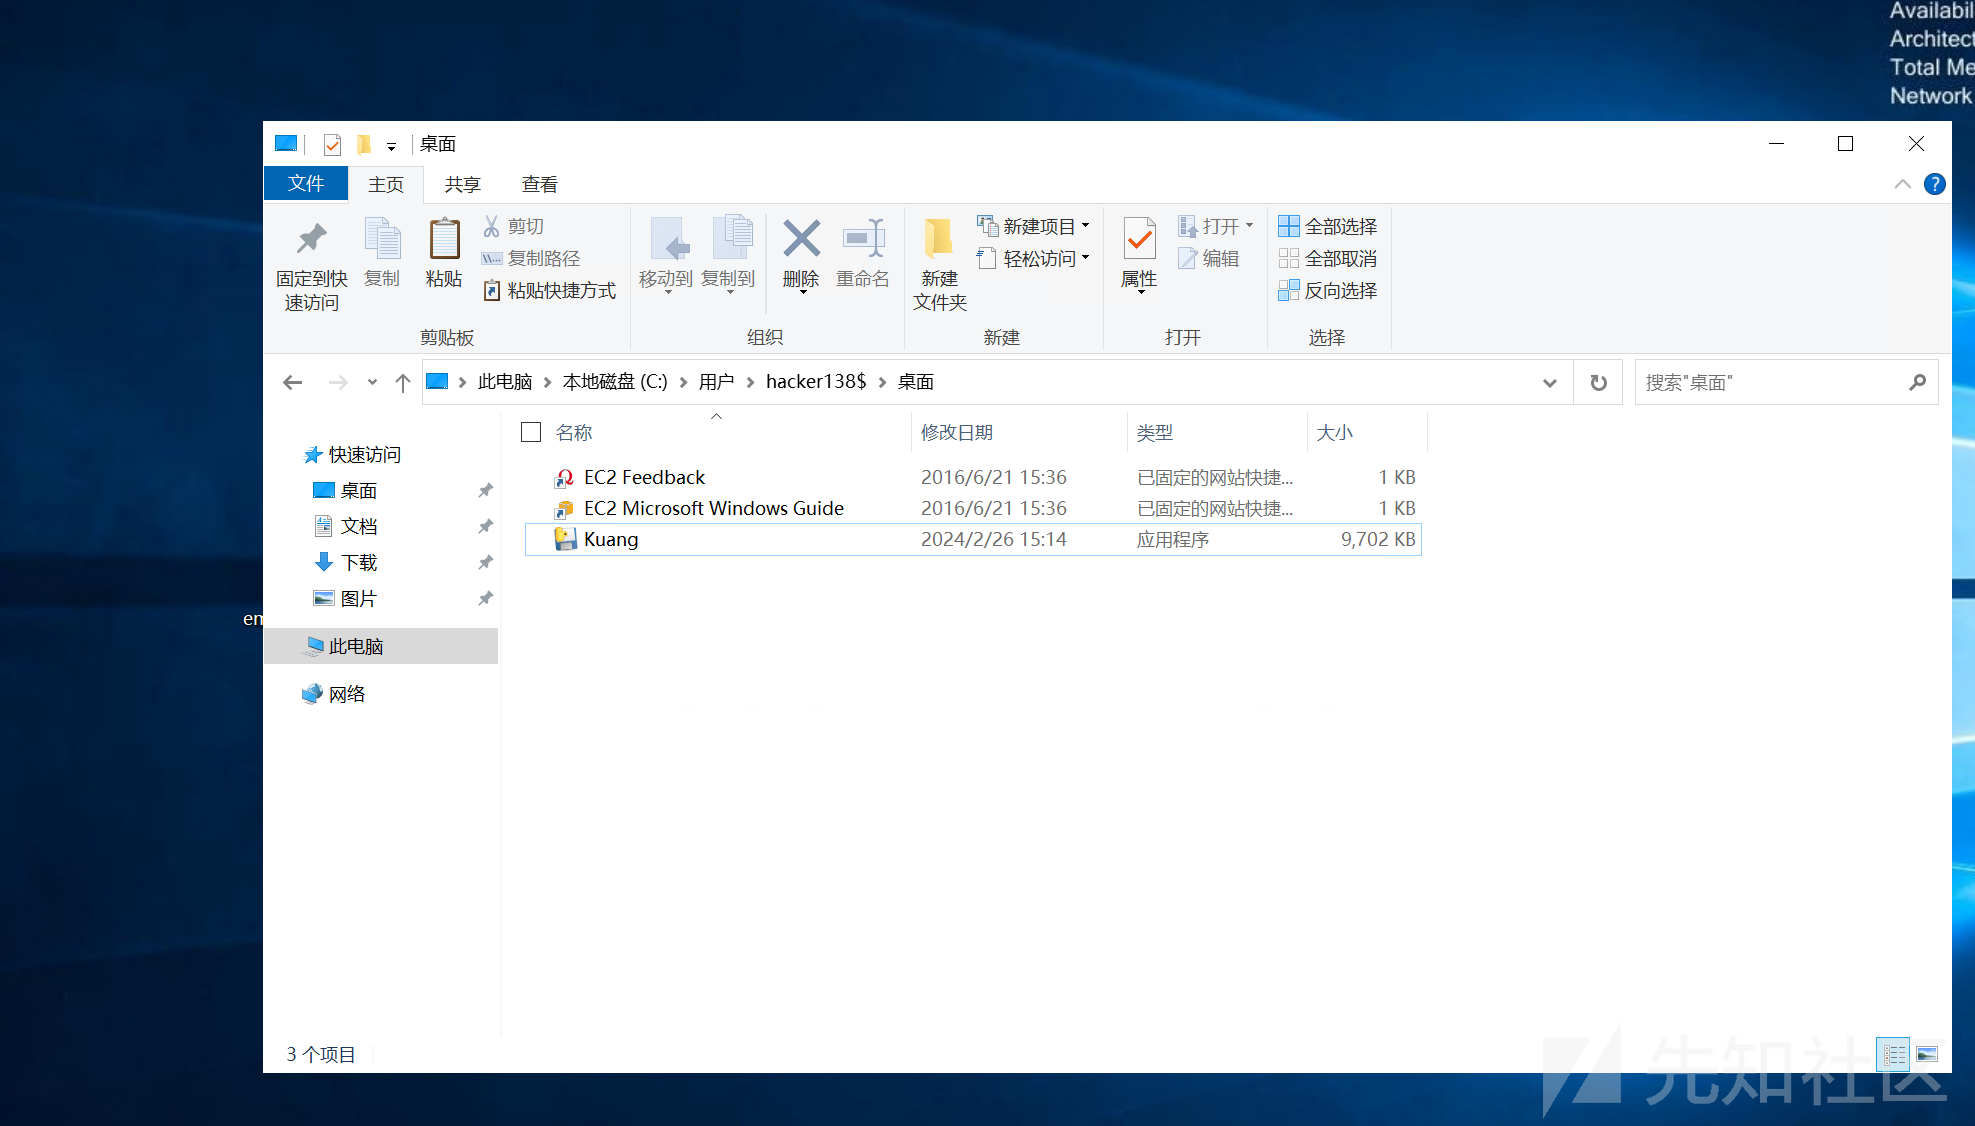 Availabil
Architect
Total Me
Network
桌面
文件 主页 共享 查看
固定到快速访问
复制
粘贴
剪切
复制路径
粘贴快捷方式
剪贴板
移动到
复制到
删除
重命名
组织
新建文件夹
新建项目
轻松访问
新建
属性
打开
编辑
打开
全部选择
全部取消
反向选择
选择
此电脑 本地磁盘 (C:) 用户 hacker138$ 桌面
搜索"桌面"
名称 修改日期 类型 大小
EC2 Feedback 2016/6/21 15:36 已固定的网站快捷... 1 KB
EC2 Microsoft Windows Guide 2016/6/21 15:36 已固定的网站快捷... 1 KB
Kuang 2024/2/26 15:14 应用程序 9,702 KB
快速访问
桌面
文档
下载
图片
em
此电脑
网络
3 个项目
先知社区